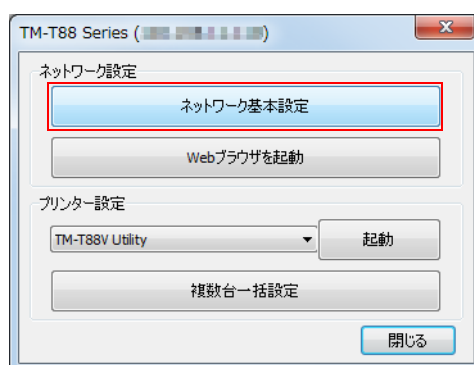 TM-T88 Series ( )
ネットワーク設定
ネットワーク基本設定
Webブラウザを起動
プリンター設定
TM-T88V Utility
起動
複数台一括設定
閉じる